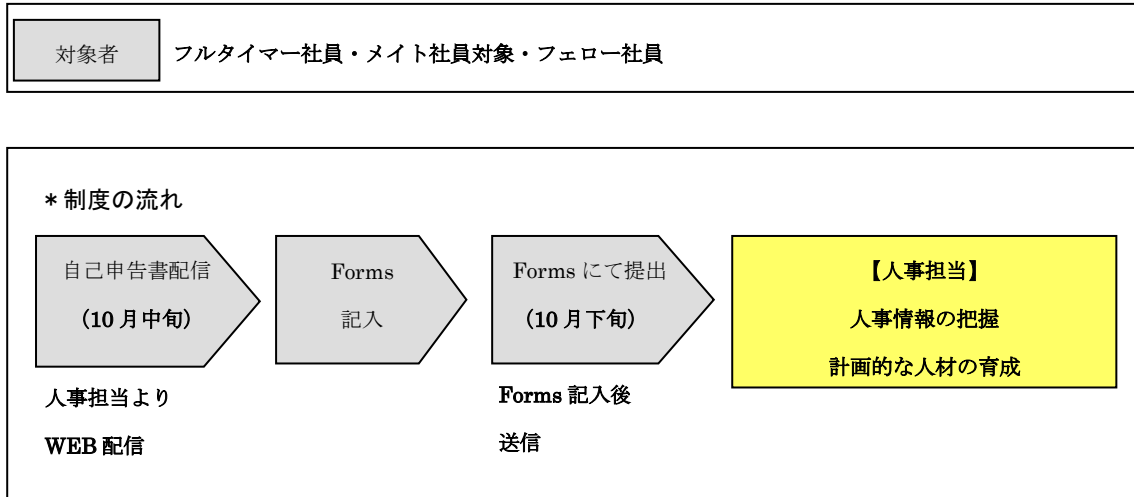 対象者
フルタイマー社員・メイト社員対象・フェロー社員
*制度の流れ
自己申告書配信
（10月中旬）
Forms
記入
Formsにて提出
（10月下旬）
【人事担当】
人事情報の把握
計画的な人材の育成
人事担当より
WEB配信
Forms記入後
送信